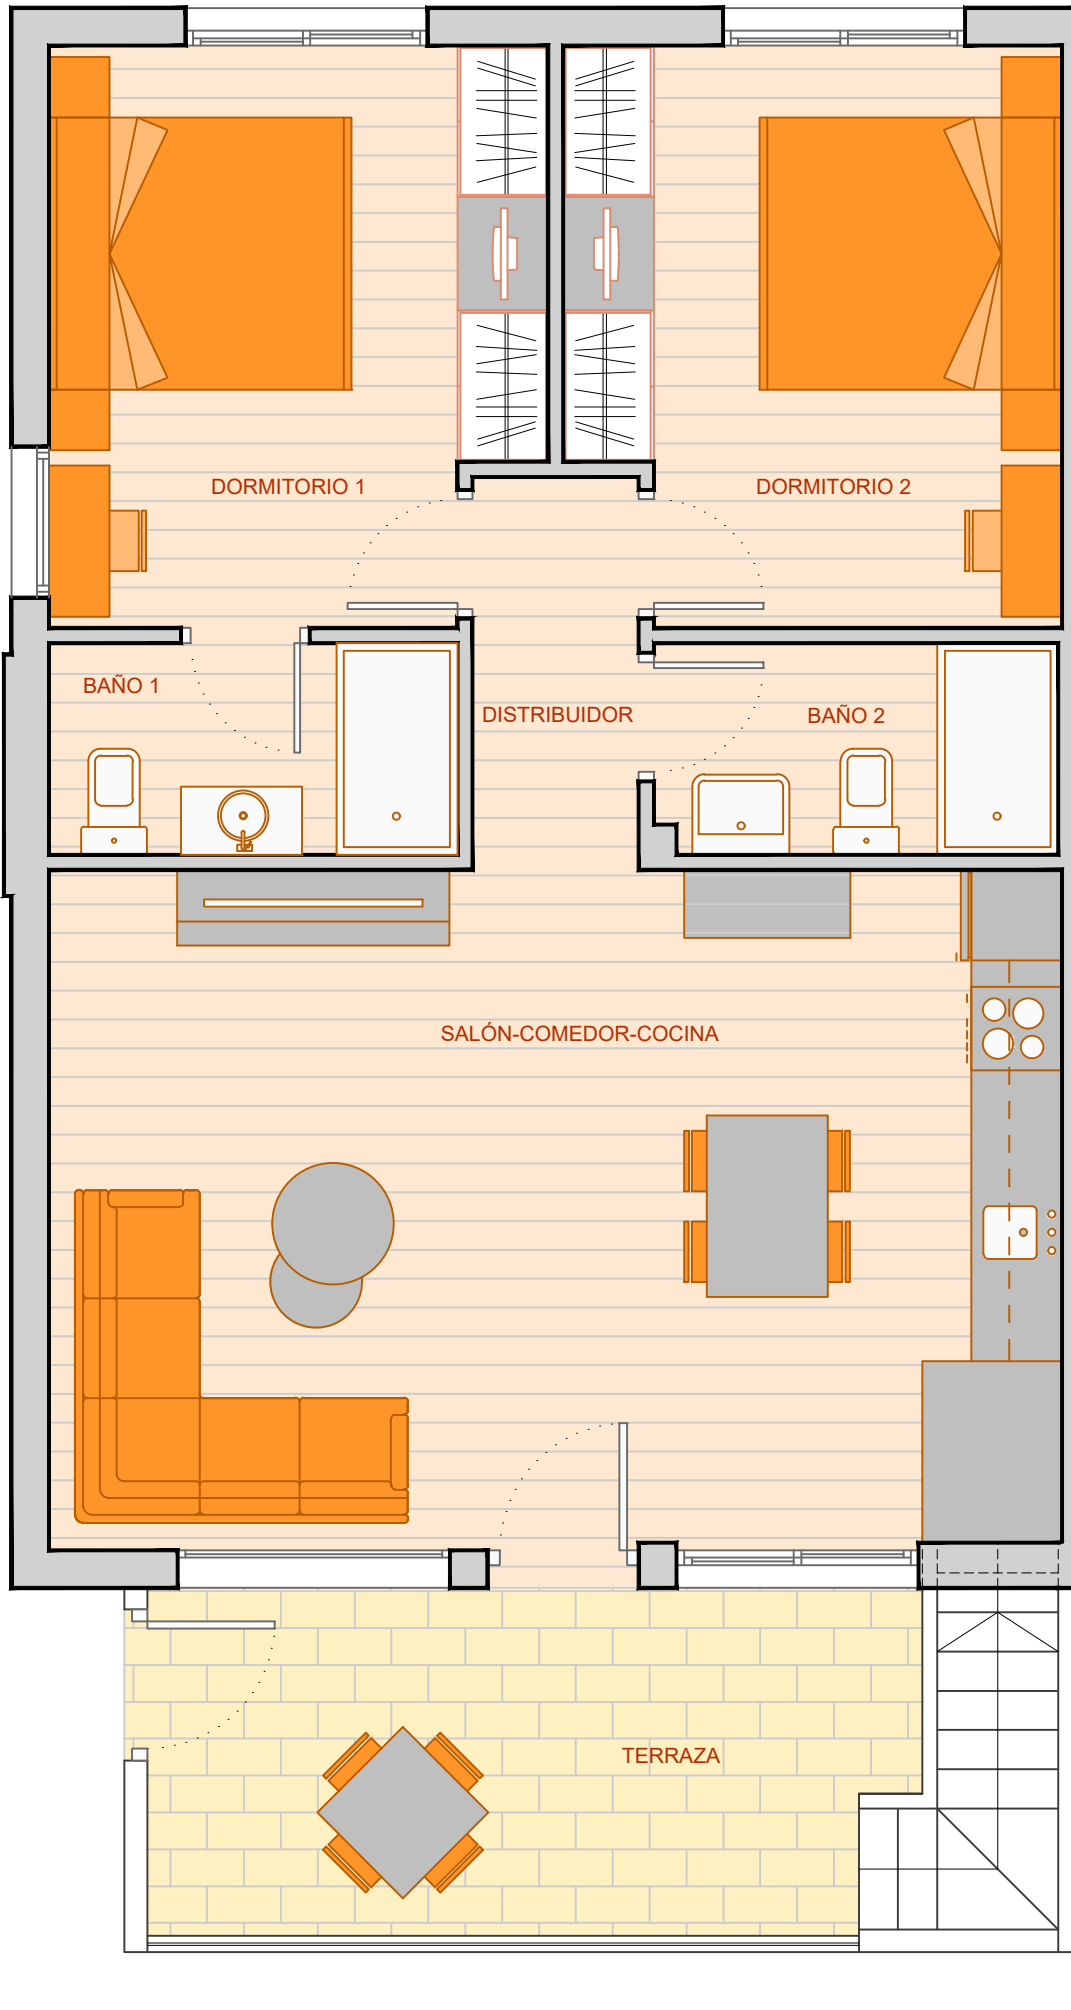 DORMITORIO 1
DORMITORIO 2
BAÑO 1
DISTRIBUIDOR
BAÑO 2
SALÓN-COMEDOR-COCINA
TERRAZA